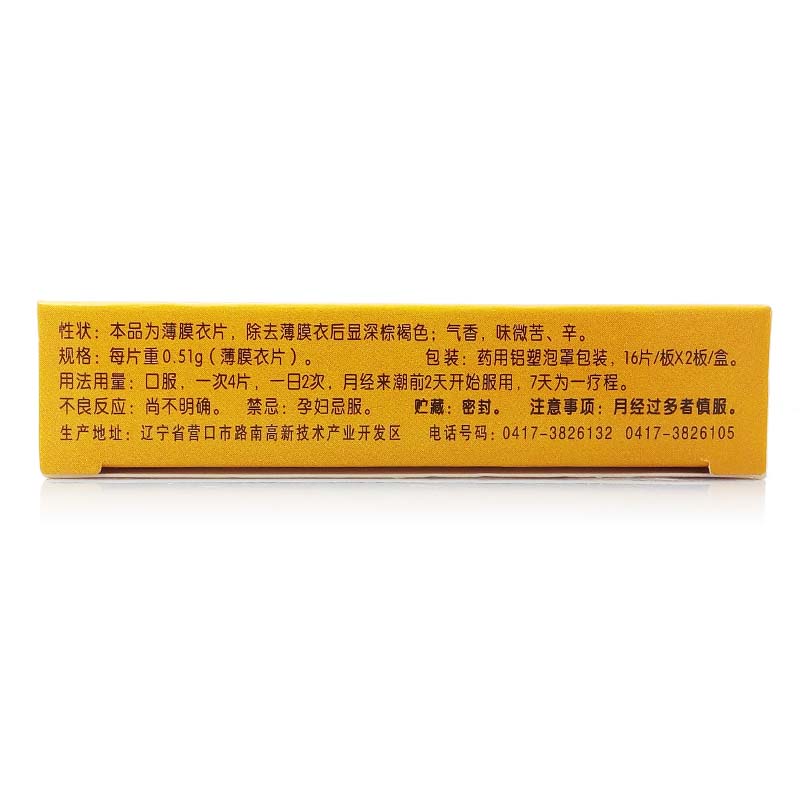 性状：本品为薄膜衣片，除去薄膜衣后显深棕褐色；气香，味微苦、辛。
规格：每片重0.51g（薄膜衣片）。 包装：药用铝塑泡罩包装，16片/板X2板/盒。
用法用量：口服，一次4片，一日2次，月经来潮前2天开始服用，7天为一疗程。
不良反应：尚不明确。 禁忌：孕妇忌服。 贮藏：密封。 注意事项：月经过多者慎服。
生产地址：辽宁省营口市路南高新技术产业开发区 电话号码：0417-3826132 0417-3826105